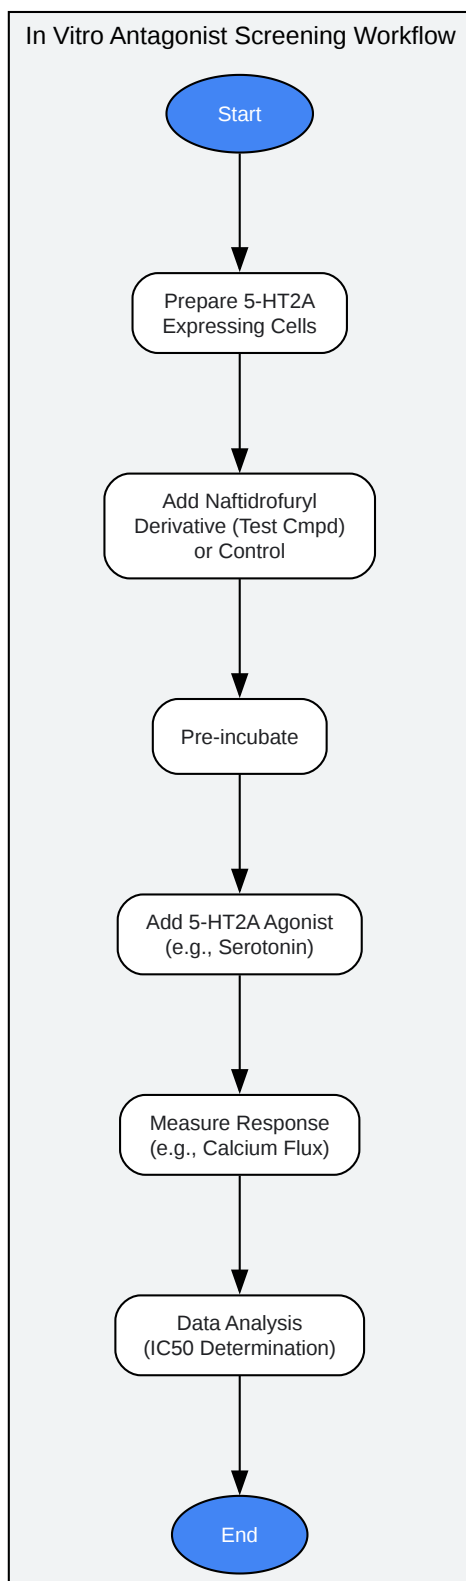 In Vitro Antagonist Screening Workflow
Start
Prepare 5-HT2A
Expressing Cells
Add Naftidrofuryl
Derivative (Test Cmpd)
or Control
Pre-incubate
Add 5-HT2A Agonist
(e.g., Serotonin)
Measure Response
(e.g., Calcium Flux)
Data Analysis
(IC50 Determination)
End